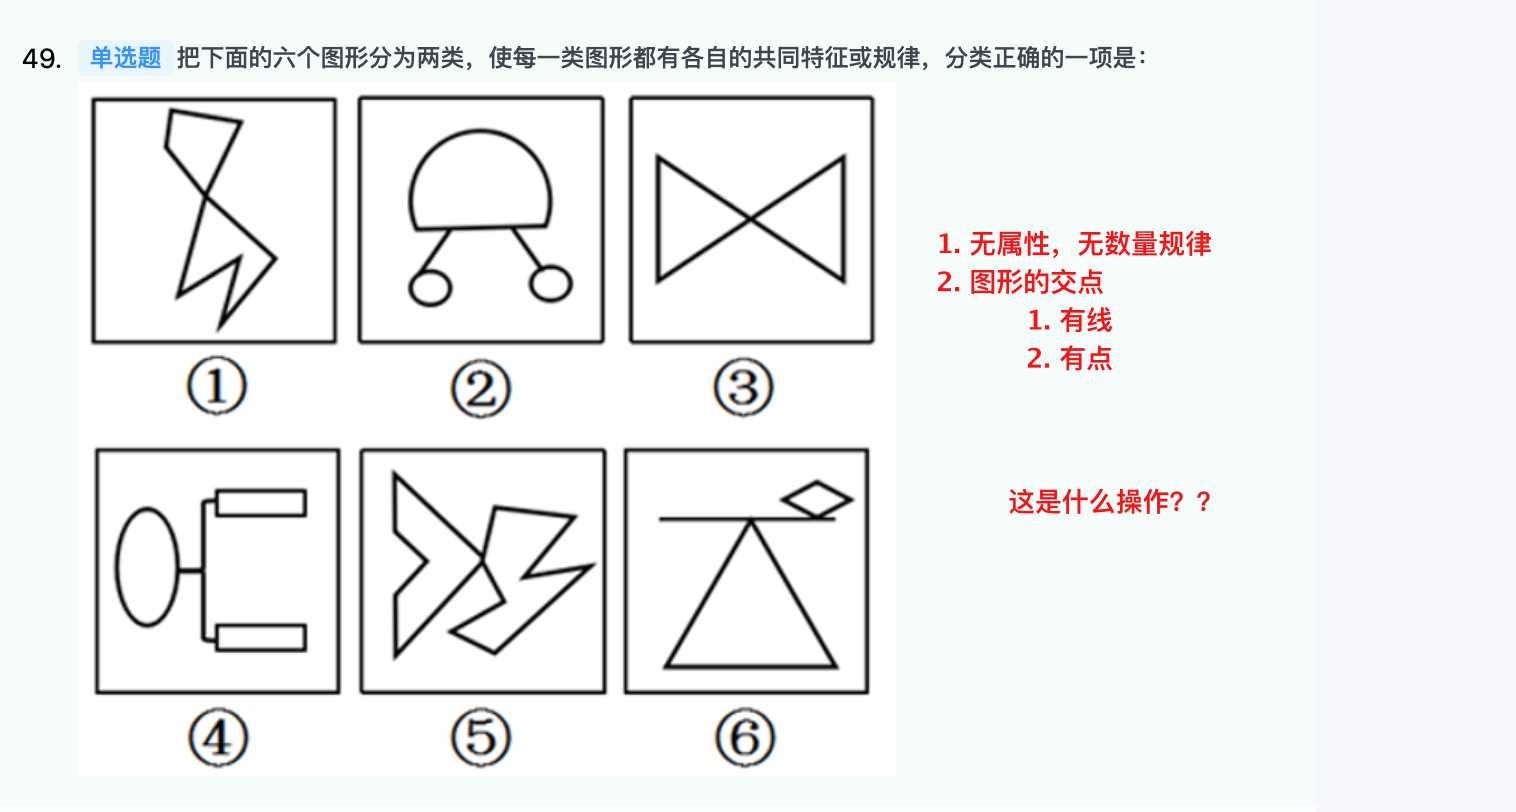 49. 单选题 把下面的六个图形分为两类，使每一类图形都有各自的共同特征或规律，分类正确的一项是：
1. 无属性，无数量规律
2. 图形的交点
1. 有线
2. 有点
① ② ③
这是什么操作？？
④ ⑤ ⑥